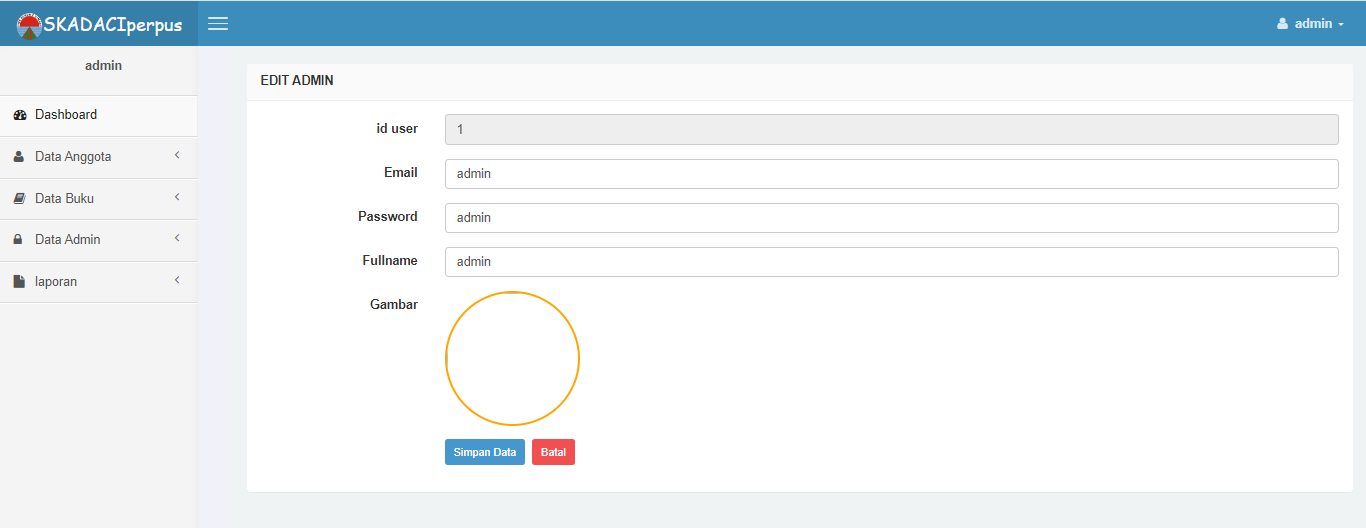 SKADACIperpus
admin
admin
Dashboard
Data Anggota
Data Buku
Data Admin
laporan
EDIT ADMIN
id user 1
Email admin
Password admin
Fullname admin
Gambar
Simpan Data Batal